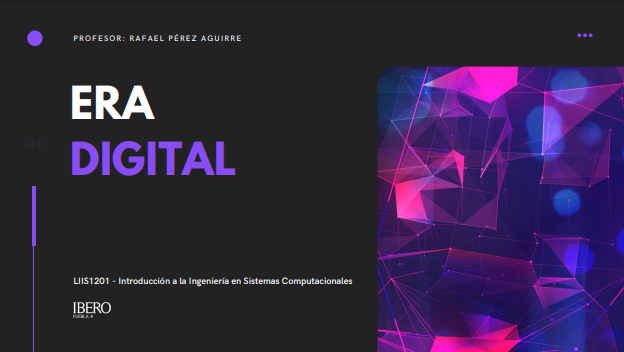 PROFESOR: RAFAEL PÉREZ AGUIRRE
ERA
DIGITAL
01
LIIS1201 - Introducción a la Ingeniería en Sistemas Computacionales
IBERO
PUEBLA